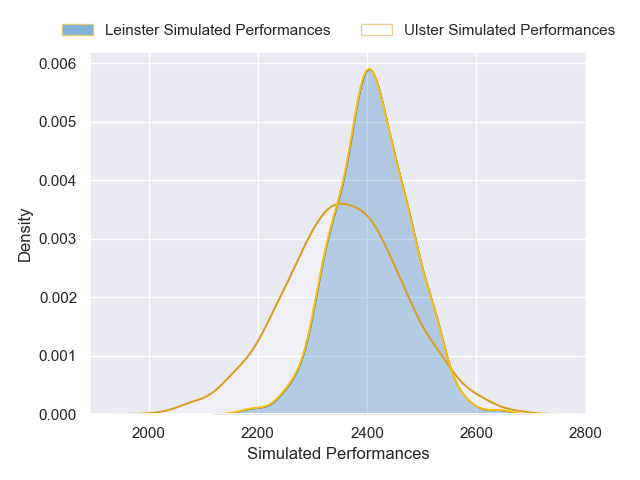 Leinster Simulated Performances Ulster Simulated Performances
0.006
0.005
0.004
0.003
0.002
0.001
0.000
Density
2000 2200 2400 2600 2800
Simulated Performances